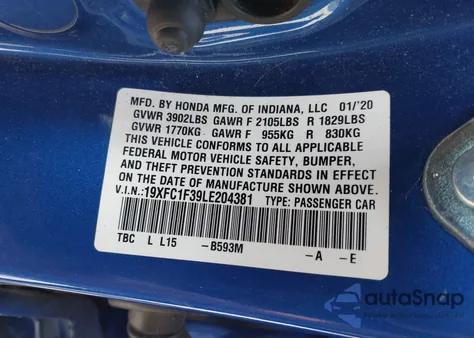 MFD. BY HONDA MFG. OF INDIANA, LLC 01/'20
GVWR 3902LBS GAWR F 2105LBS R 1829LBS
GVWR 1770KG GAWR F 955KG R 830KG
THIS VEHICLE CONFORMS TO ALL APPLICABLE
FEDERAL MOTOR VEHICLE SAFETY, BUMPER,
AND THEFT PREVENTION STANDARDS IN EFFECT
ON THE DATE OF MANUFACTURE SHOWN ABOVE.
V.I.N.:19XFC1F39LE204381 TYPE: PASSENGER CAR
TBC L L15 -B593M -A -E
autoSnap